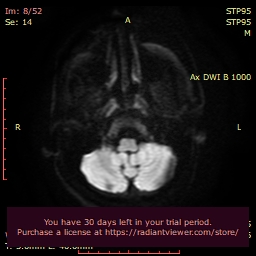 Im: 8/52
Se: 14
STP95
STP95
M
A
Ax DWI B 1000
R
L
You have 30 days left in your trial period.
Purchase a license at https://radiantviewer.com/store/